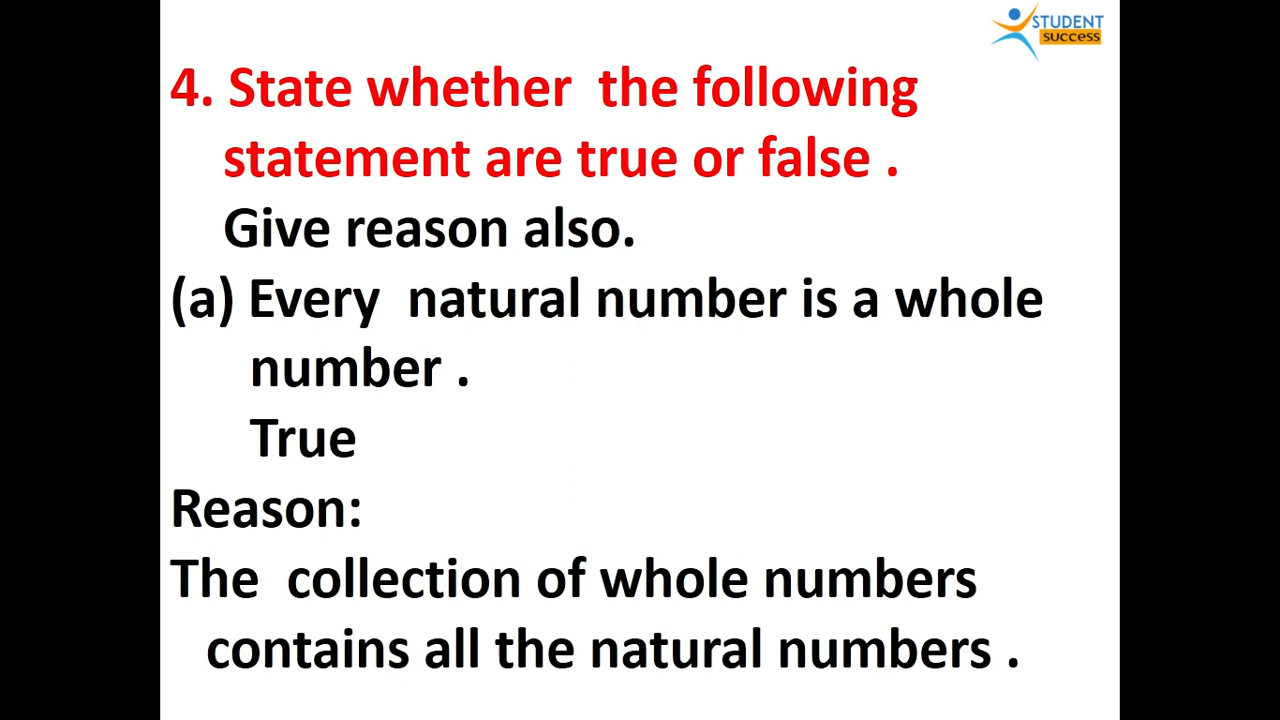 STUDENT
success
4. State whether the following
statement are true or false .
Give reason also.
(a) Every natural number is a whole
number .
True
Reason:
The collection of whole numbers
contains all the natural numbers .